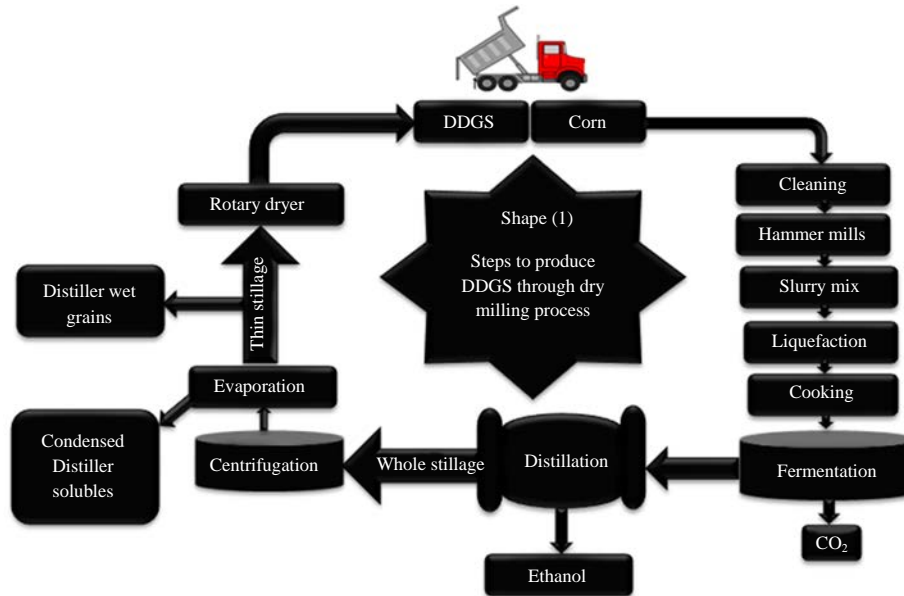 DDGS
Corn
Cleaning
Hammer mills
Slurry mix
Liquefaction
Cooking
Fermentation
CO₂
Distillation
Ethanol
Whole stillage
Centrifugation
Evaporation
Condensed
Distiller
solubles
Thin stillage
Distiller wet
grains
Rotary dryer
Shape (1)
Steps to produce
DDGS through dry
milling process